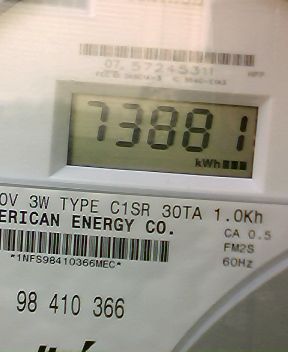 73881
kWh
0V 3W TYPE C1SR 30TA 1.0Kh
ERICAN ENERGY CO.
CA 0.5
FM2S
*1NFS98410366MEC*
60Hz
98 410 366